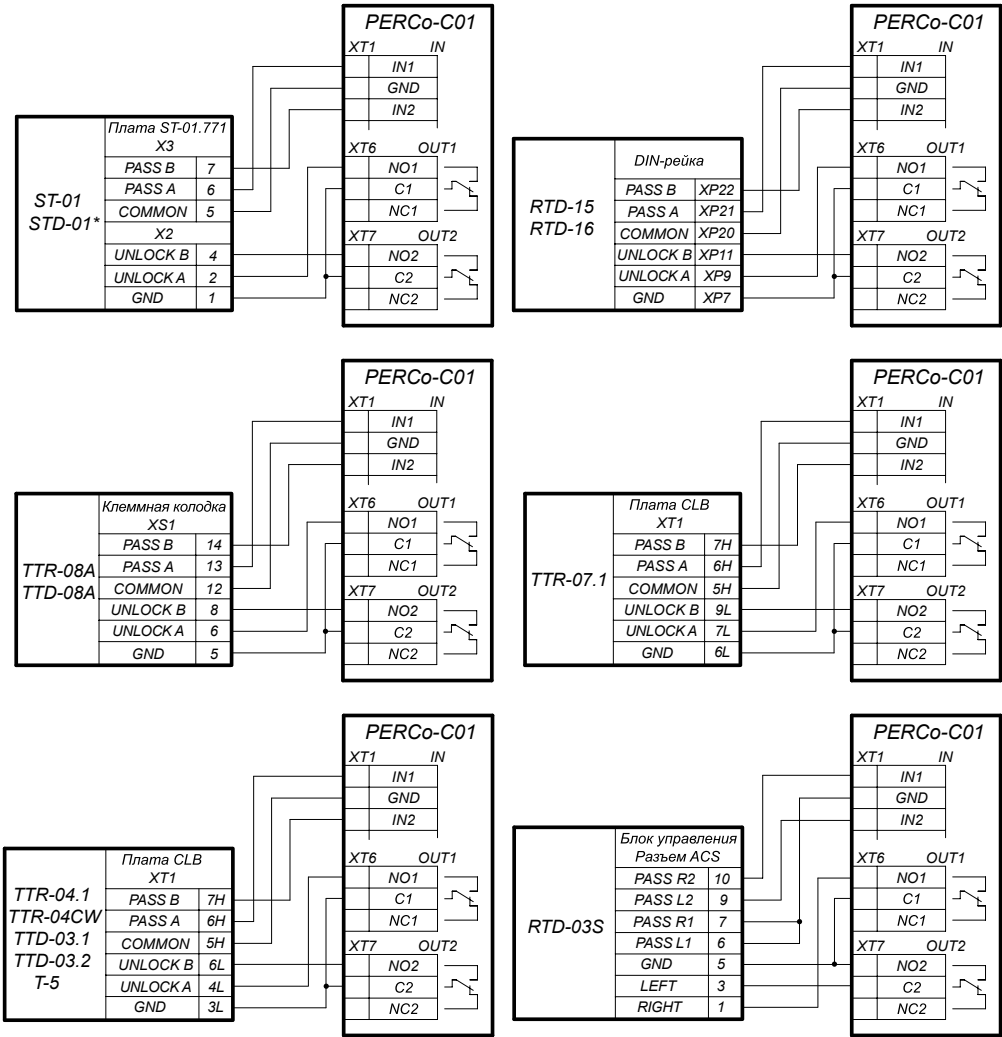 PERCo-C01
XT1 IN
IN1
GND
IN2
XT6 OUT1
NO1
C1
NC1
XT7 OUT2
NO2
C2
NC2
ST-01
STD-01*
Плата ST-01.771
X3
PASS B 7
PASS A 6
COMMON 5
X2
UNLOCK B 4
UNLOCK A 2
GND 1
PERCo-C01
XT1 IN
IN1
GND
IN2
XT6 OUT1
NO1
C1
NC1
XT7 OUT2
NO2
C2
NC2
RTD-15
RTD-16
DIN-рейка
PASS B XP22
PASS A XP21
COMMON XP20
UNLOCK B XP11
UNLOCK A XP9
GND XP7
PERCo-C01
XT1 IN
IN1
GND
IN2
XT6 OUT1
NO1
C1
NC1
XT7 OUT2
NO2
C2
NC2
TTR-08A
TTD-08A
Клеммная колодка
XS1
PASS B 14
PASS A 13
COMMON 12
UNLOCK B 8
UNLOCK A 6
GND 5
PERCo-C01
XT1 IN
IN1
GND
IN2
XT6 OUT1
NO1
C1
NC1
XT7 OUT2
NO2
C2
NC2
TTR-07.1
Плата CLB
XT1
PASS B 7H
PASS A 6H
COMMON 5H
UNLOCK B 9L
UNLOCK A 7L
GND 6L
PERCo-C01
XT1 IN
IN1
GND
IN2
XT6 OUT1
NO1
C1
NC1
XT7 OUT2
NO2
C2
NC2
TTR-04.1
TTR-04CW
TTD-03.1
TTD-03.2
T-5
Плата CLB
XT1
PASS B 7H
PASS A 6H
COMMON 5H
UNLOCK B 6L
UNLOCK A 4L
GND 3L
PERCo-C01
XT1 IN
IN1
GND
IN2
XT6 OUT1
NO1
C1
NC1
XT7 OUT2
NO2
C2
NC2
RTD-03S
Блок управления
Разъем ACS
PASS R2 10
PASS L2 9
PASS R1 7
PASS L1 6
GND 5
LEFT 3
RIGHT 1